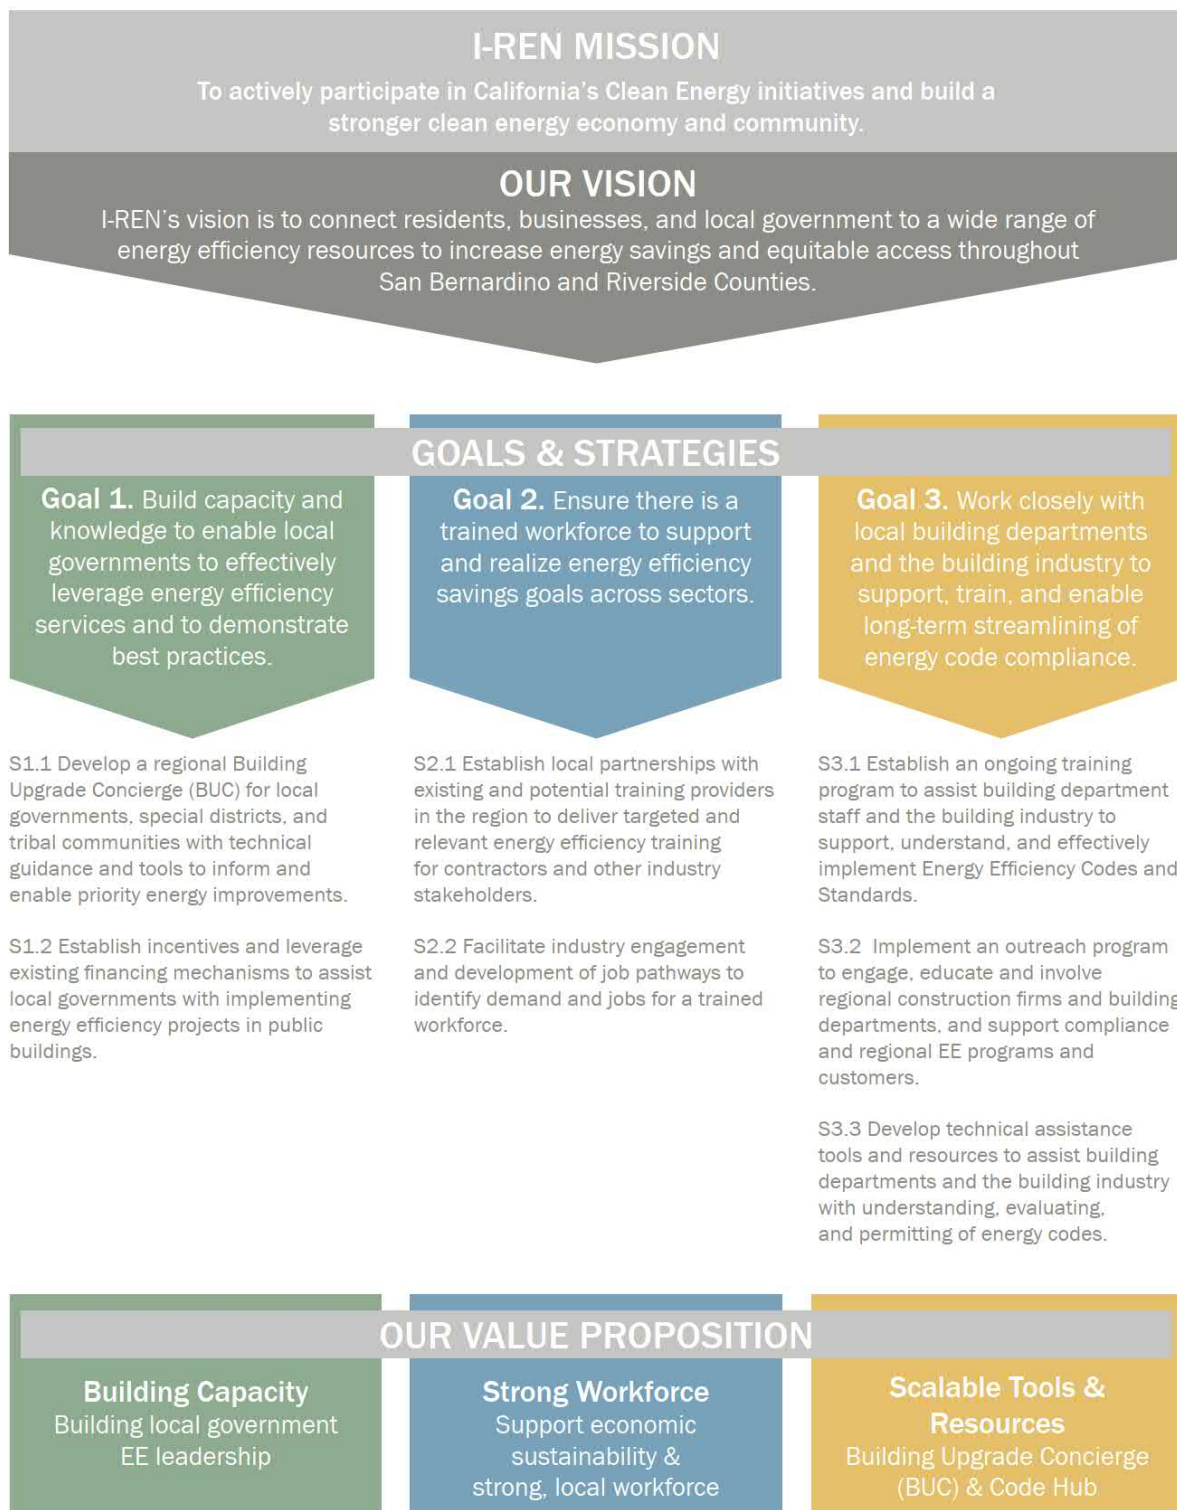 I-REN MISSION
To actively participate in California's Clean Energy initiatives and build a
stronger clean energy economy and community.
OUR VISION
I-REN's vision is to connect residents, businesses, and local government to a wide range of
energy efficiency resources to increase energy savings and equitable access throughout
San Bernardino and Riverside Counties.
GOALS & STRATEGIES
Goal 1. Build capacity and
knowledge to enable local
governments to effectively
leverage energy efficiency
services and to demonstrate
best practices.
S1.1 Develop a regional Building
Upgrade Concierge (BUC) for local
governments, special districts, and
tribal communities with technical
guidance and tools to inform and
enable priority energy improvements.
S1.2 Establish incentives and leverage
existing financing mechanisms to assist
local governments with implementing
energy efficiency projects in public
buildings.
Goal 2. Ensure there is a
trained workforce to support
and realize energy efficiency
savings goals across sectors.
S2.1 Establish local partnerships with
existing and potential training providers
in the region to deliver targeted and
relevant energy efficiency training
for contractors and other industry
stakeholders.
S2.2 Facilitate industry engagement
and development of job pathways to
identify demand and jobs for a trained
workforce.
Goal 3. Work closely with
local building departments
and the building industry to
support, train, and enable
long-term streamlining of
energy code compliance.
S3.1 Establish an ongoing training
program to assist building department
staff and the building industry to
support, understand, and effectively
implement Energy Efficiency Codes and
Standards.
S3.2 Implement an outreach program
to engage, educate and involve
regional construction firms and building
departments, and support compliance
and regional EE programs and
customers.
S3.3 Develop technical assistance
tools and resources to assist building
departments and the building industry
with understanding, evaluating,
and permitting of energy codes.
OUR VALUE PROPOSITION
Building Capacity
Building local government
EE leadership
Strong Workforce
Support economic
sustainability &
strong, local workforce
Scalable Tools &
Resources
Building Upgrade Concierge
(BUC) & Code Hub